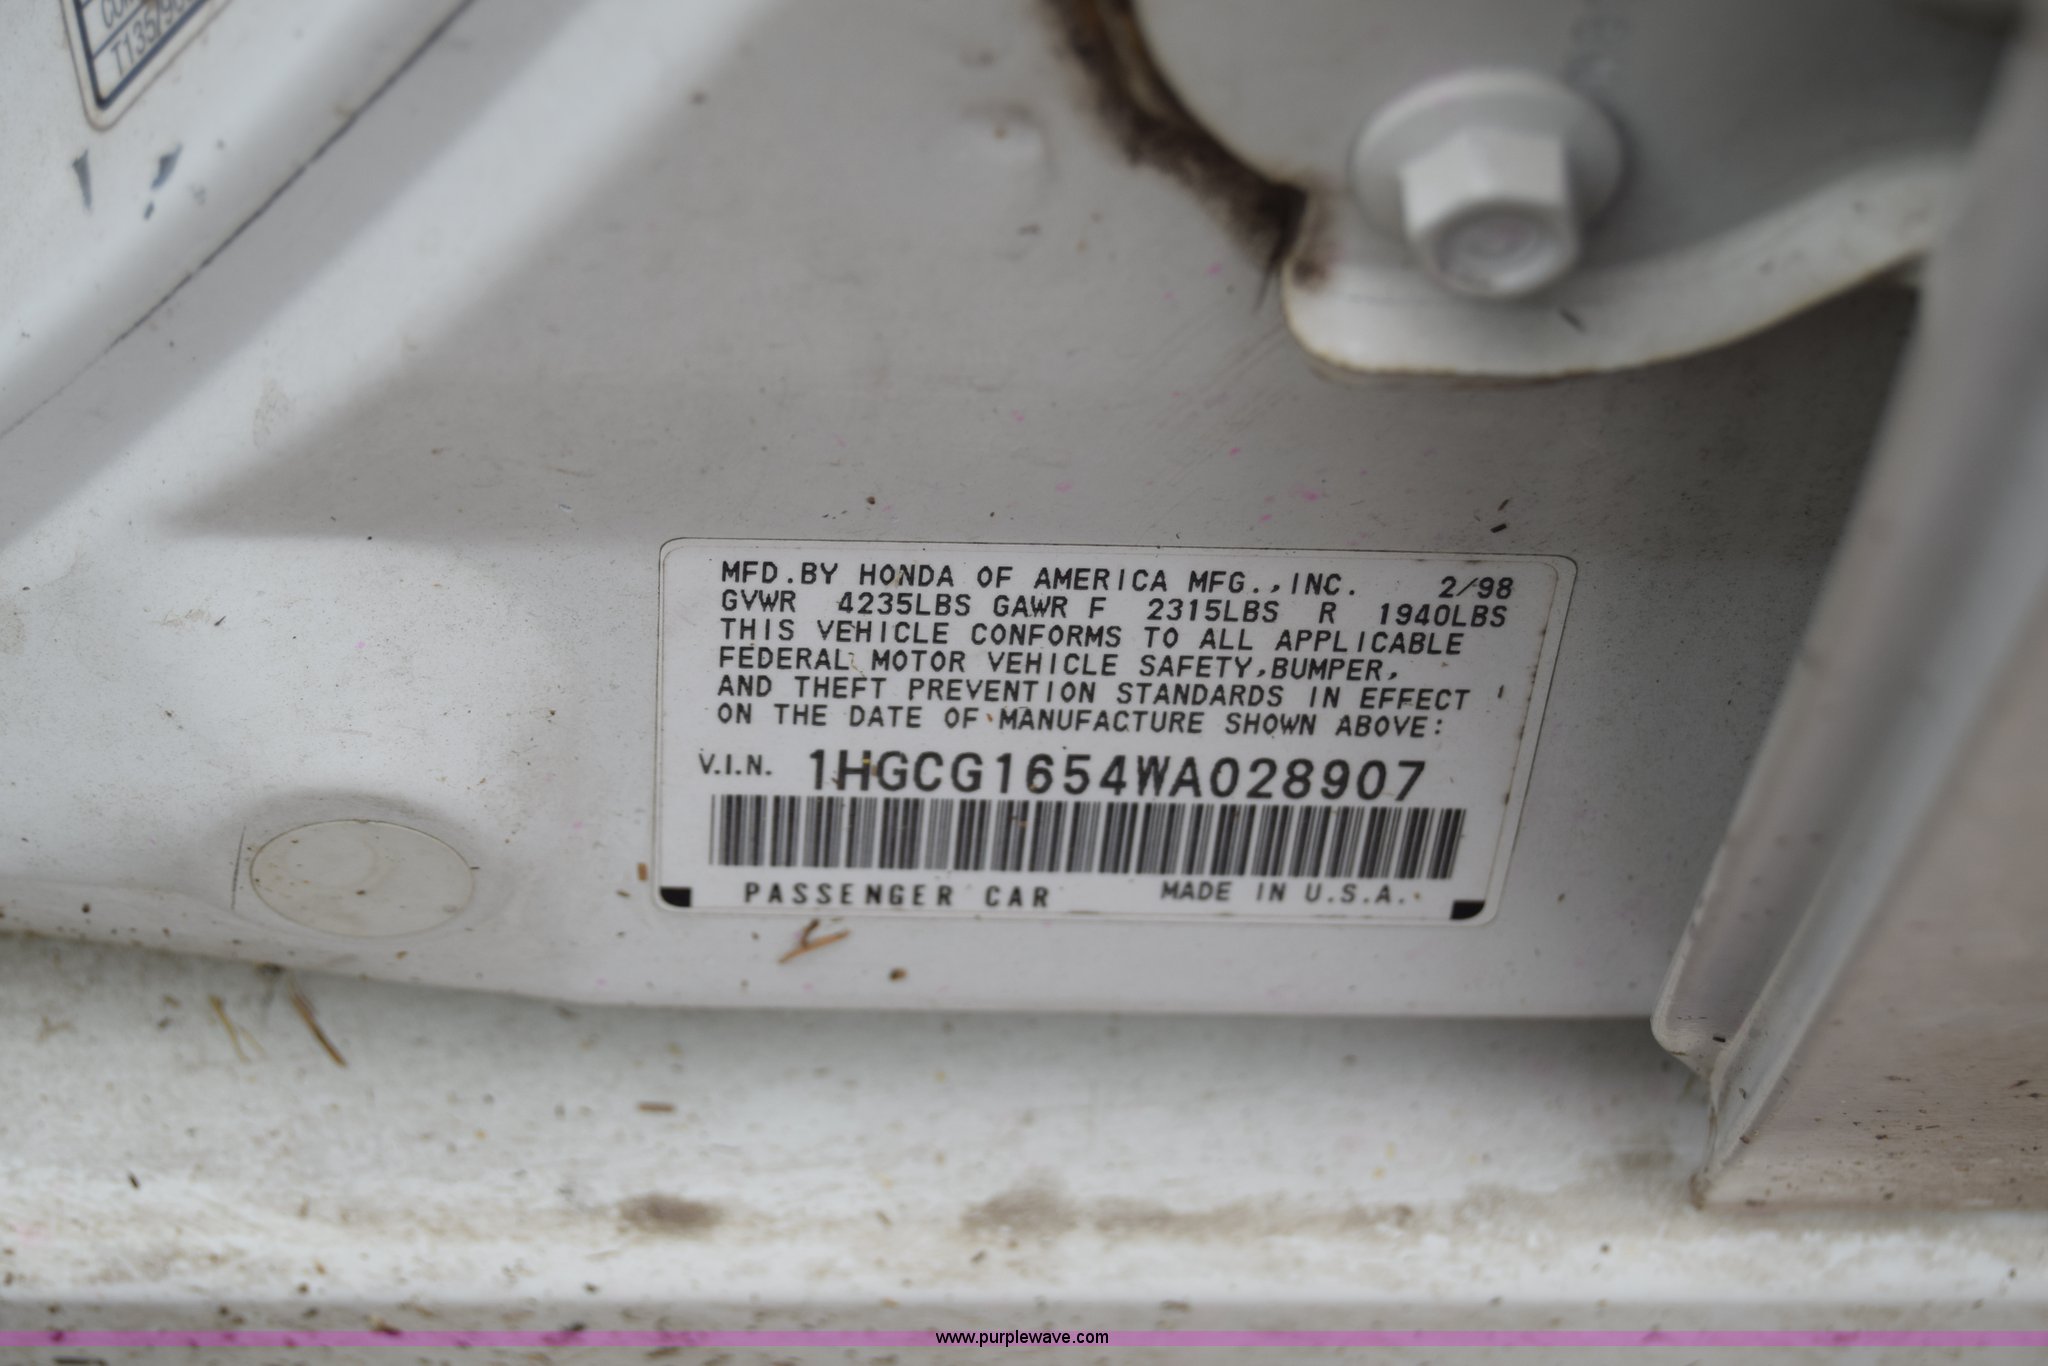 T135/90
MFD.BY HONDA OF AMERICA MFG.,INC. 2/98
GVWR 4235LBS GAWR F 2315LBS R 1940LBS
THIS VEHICLE CONFORMS TO ALL APPLICABLE
FEDERAL MOTOR VEHICLE SAFETY,BUMPER,
AND THEFT PREVENTION STANDARDS IN EFFECT
ON THE DATE OF MANUFACTURE SHOWN ABOVE:
V.I.N. 1HGCG1654WA028907
PASSENGER CAR MADE IN U.S.A.
www.purplewave.com